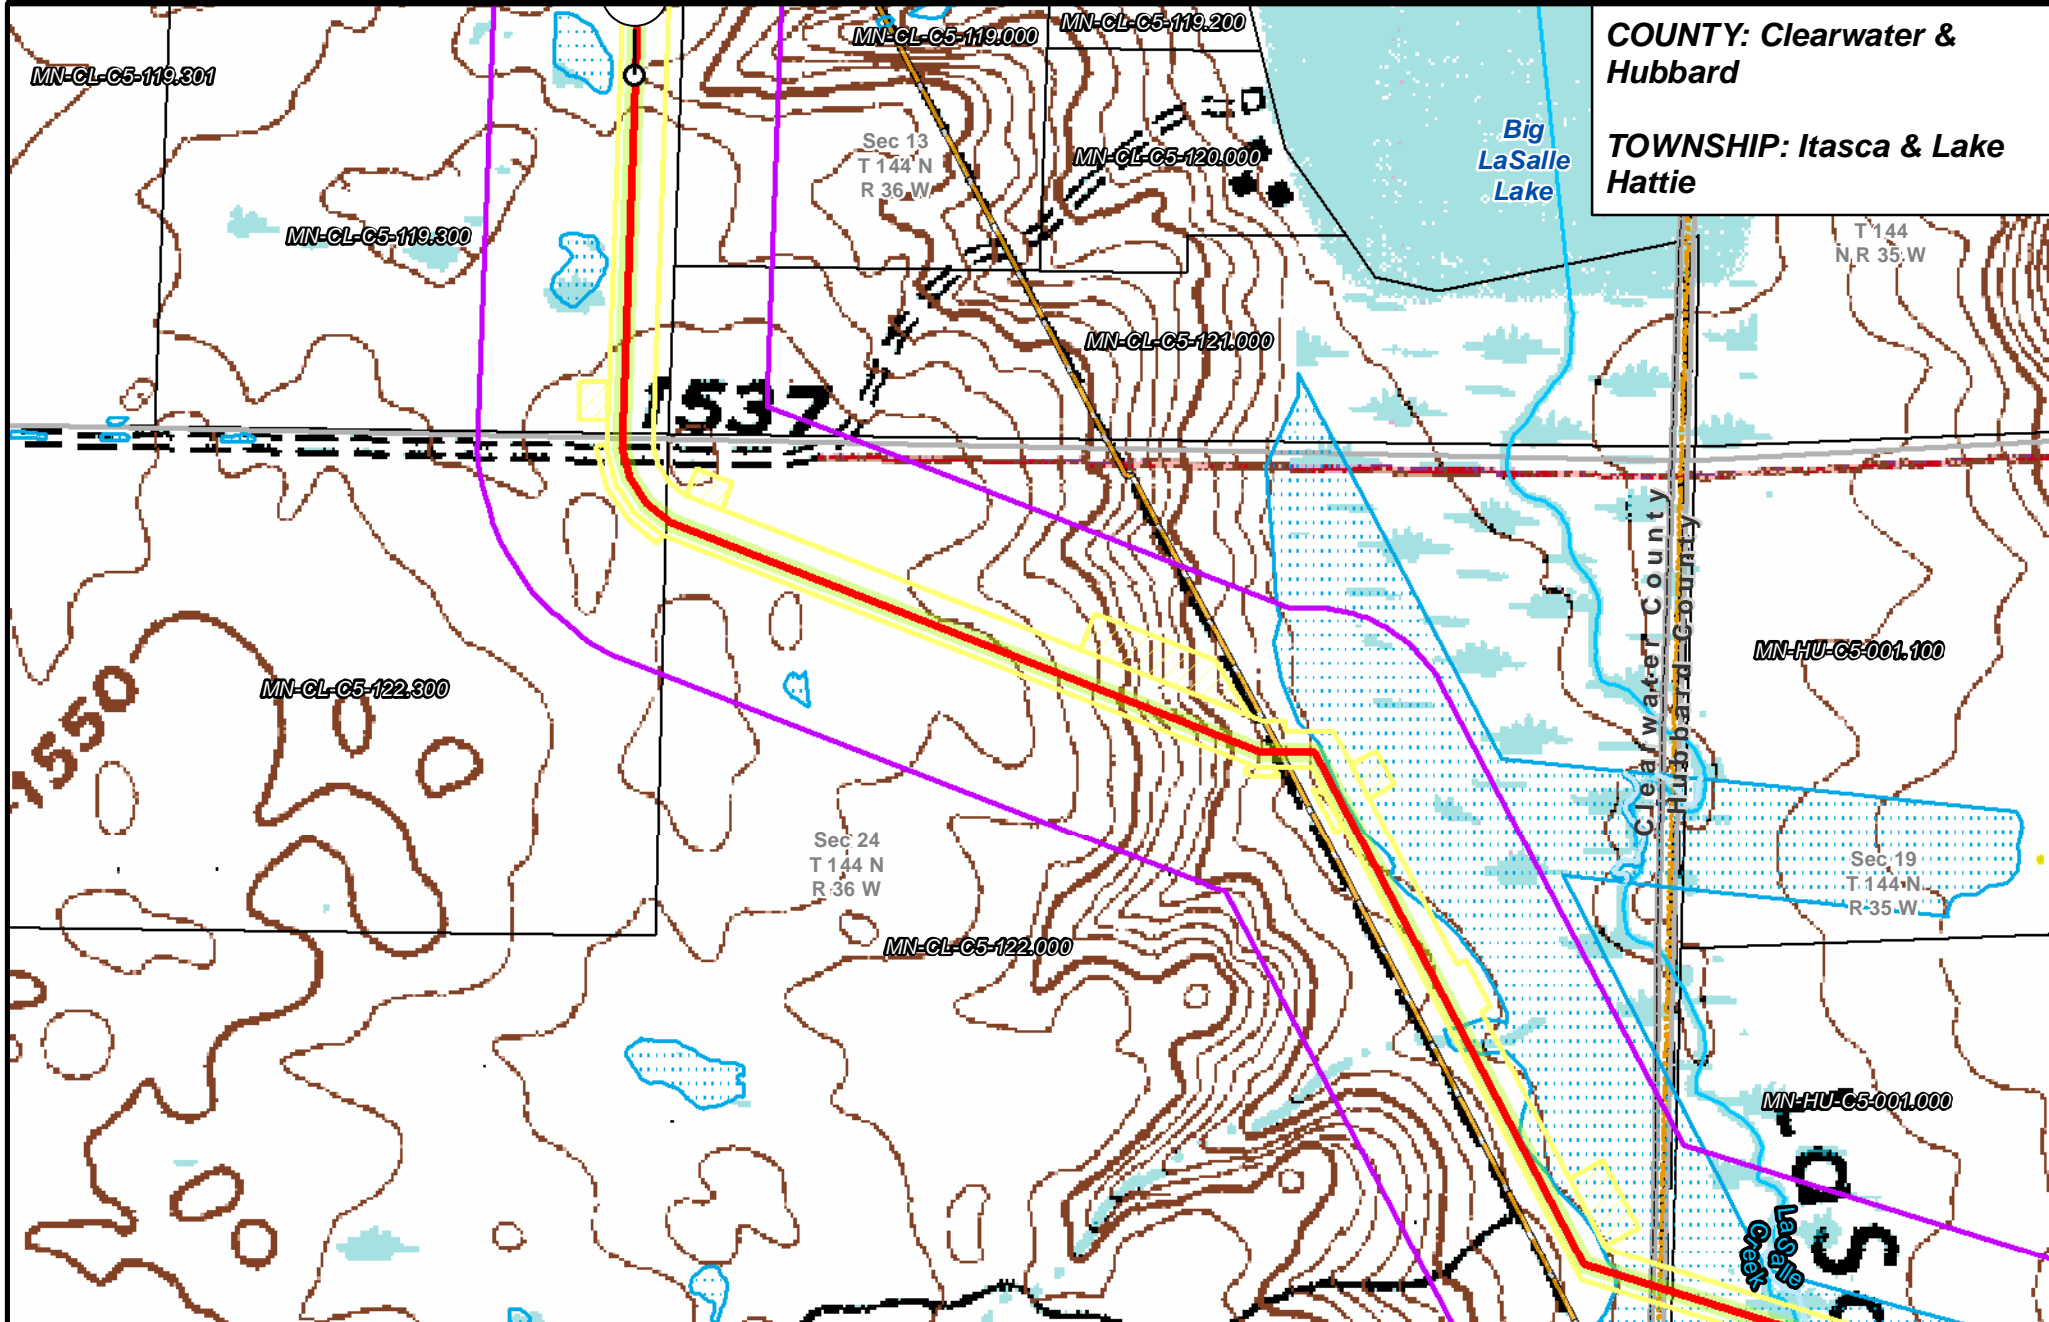 COUNTY: Clearwater &
Hubbard
TOWNSHIP: Itasca & Lake
Hattie
MN-CL-C5-119.200
MN-CL-C5-119.000
MN-CL-C5-119.301
Sec 13
T 144 N
R 36 W
MN-CL-C5-120.000
Big
LaSalle
Lake
MN-CL-C5-119.300
T 144
N R 35 W
MN-CL-C5-121.000
1537
Clearwater County
Hubbard County
MN-HU-C5-001.100
MN-CL-C5-122.300
1550
Sec 24
T 144 N
R 36 W
Sec 19
T 144 N
R 35 W
MN-CL-C5-122.000
MN-HU-C5-001.000
LaSalle
Creek